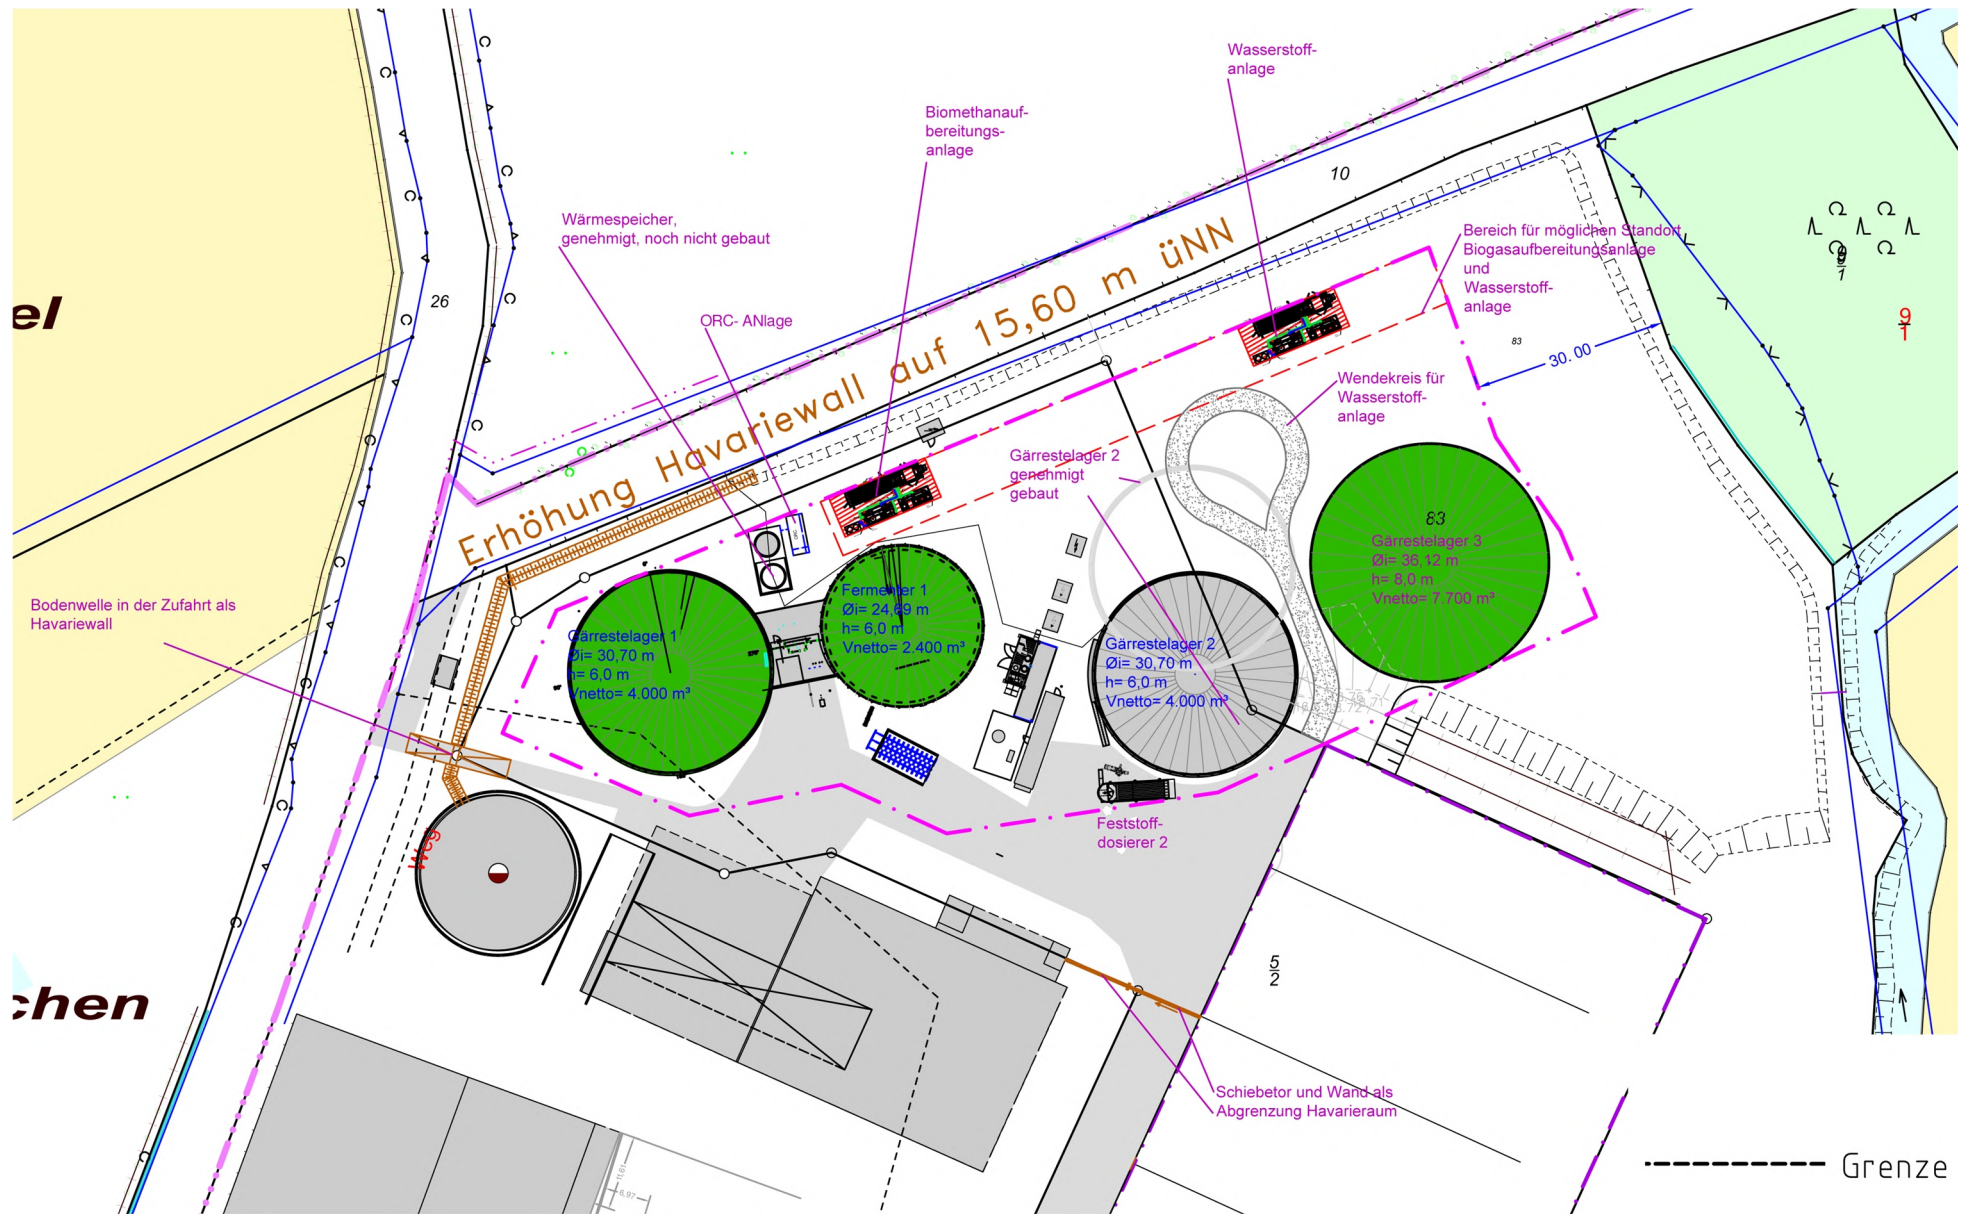 Wasserstoff-
anlage
Biomethanauf-
bereitungs-
anlage
10
Wärmespeicher,
genehmigt, noch nicht gebaut
Bereich für möglichen Standort
Biogasaufbereitungsanlage
und
Wasserstoff-
anlage
el
26
ORC- ANlage
Erhöhung Havariewall auf 15,60 m üNN
83
30.00
9
1
Wendekreis für
Wasserstoff-
anlage
Gärrestelager 2
genehmigt
gebaut
83
Gärrestelager 3
Øi= 36,12 m
h= 8,0 m
Vnetto= 7.700 m³
Bodenwelle in der Zufahrt als
Havariewall
Gärrestelager 1
Øi= 30,70 m
h= 6,0 m
Vnetto= 4.000 m³
Fermenter 1
Øi= 24,69 m
h= 6,0 m
Vnetto= 2.400 m³
Gärrestelager 2
Øi= 30,70 m
h= 6,0 m
Vnetto= 4.000 m³
Feststoff-
dosierer 2
Weg
5
2
chen
Schiebetor und Wand als
Abgrenzung Havarieraum
11,61
6,97
Grenze